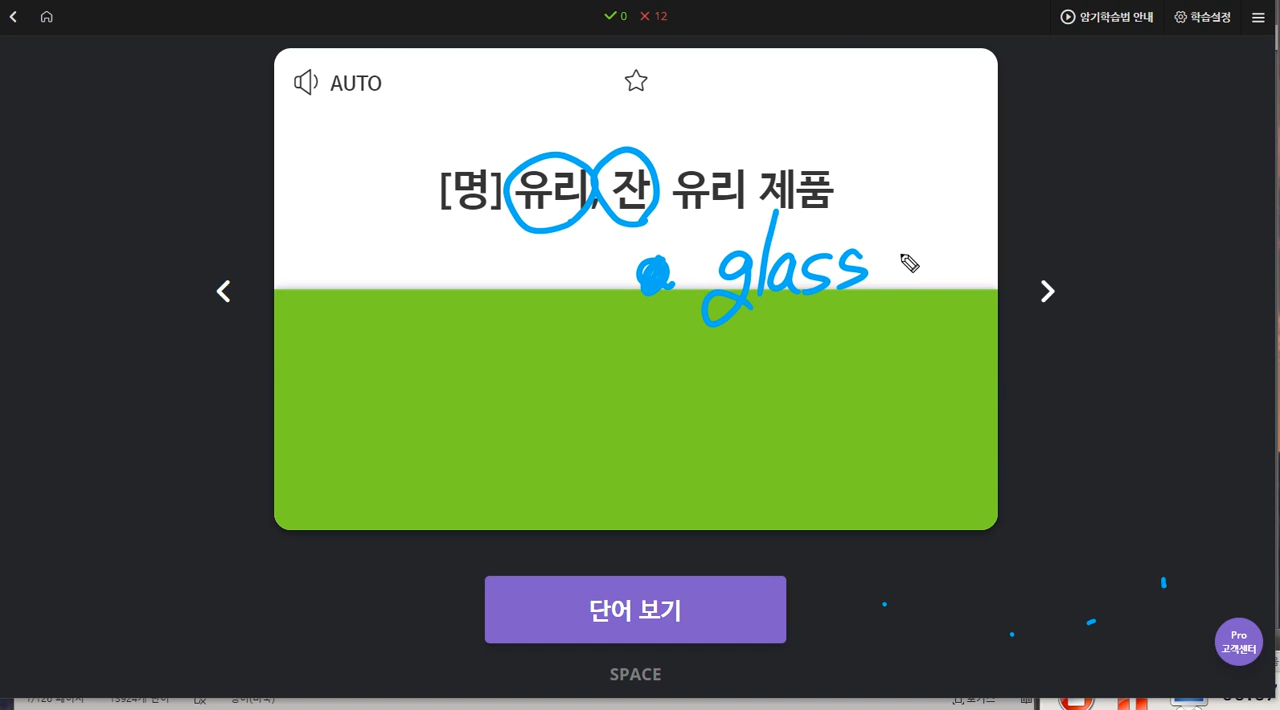 0 12 암기학습법 안내 학습설정
AUTO
[명] 유리, 잔 유리 제품
a glass
단어 보기
SPACE
Pro
고객센터